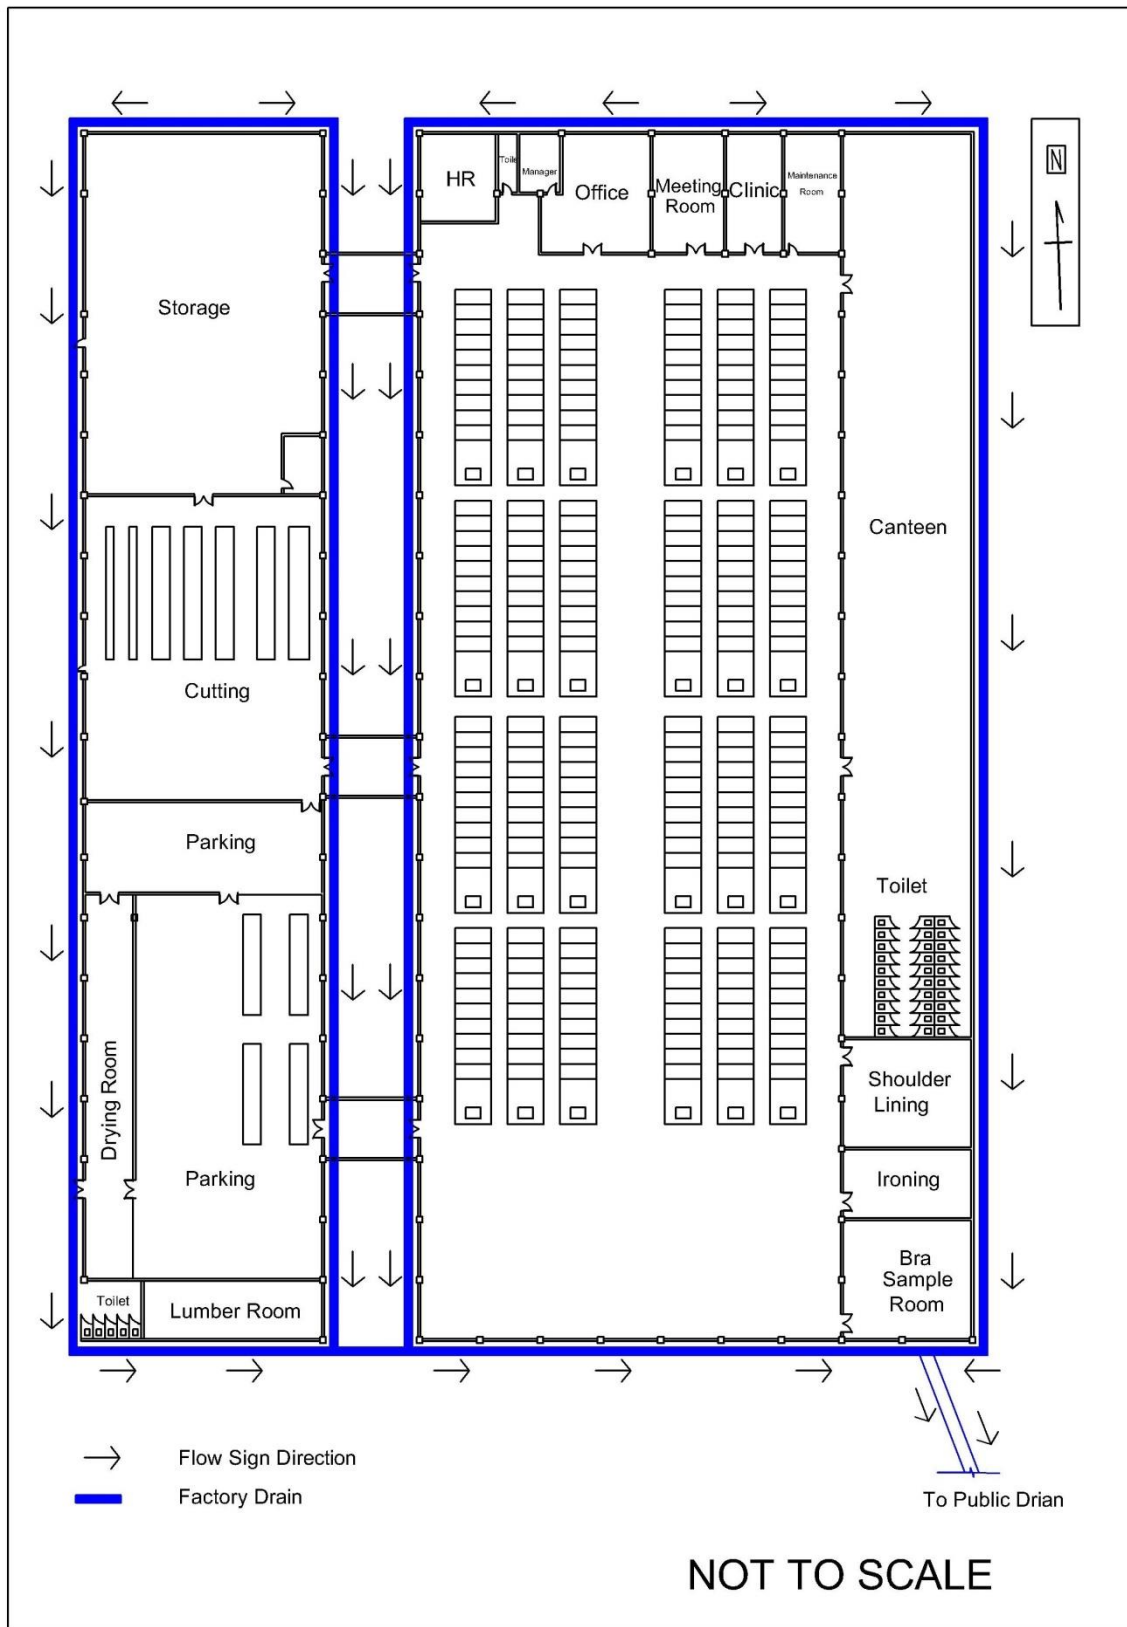 HR
Toilet
Manager
Office
Meeting
Room
Clinic
Maintenance
Room
N
Storage
Canteen
Cutting
Parking
Toilet
Drying Room
Shoulder
Lining
Parking
Ironing
Bra
Sample
Room
Toilet
Lumber Room
Flow Sign Direction
Factory Drain
To Public Drian
NOT TO SCALE